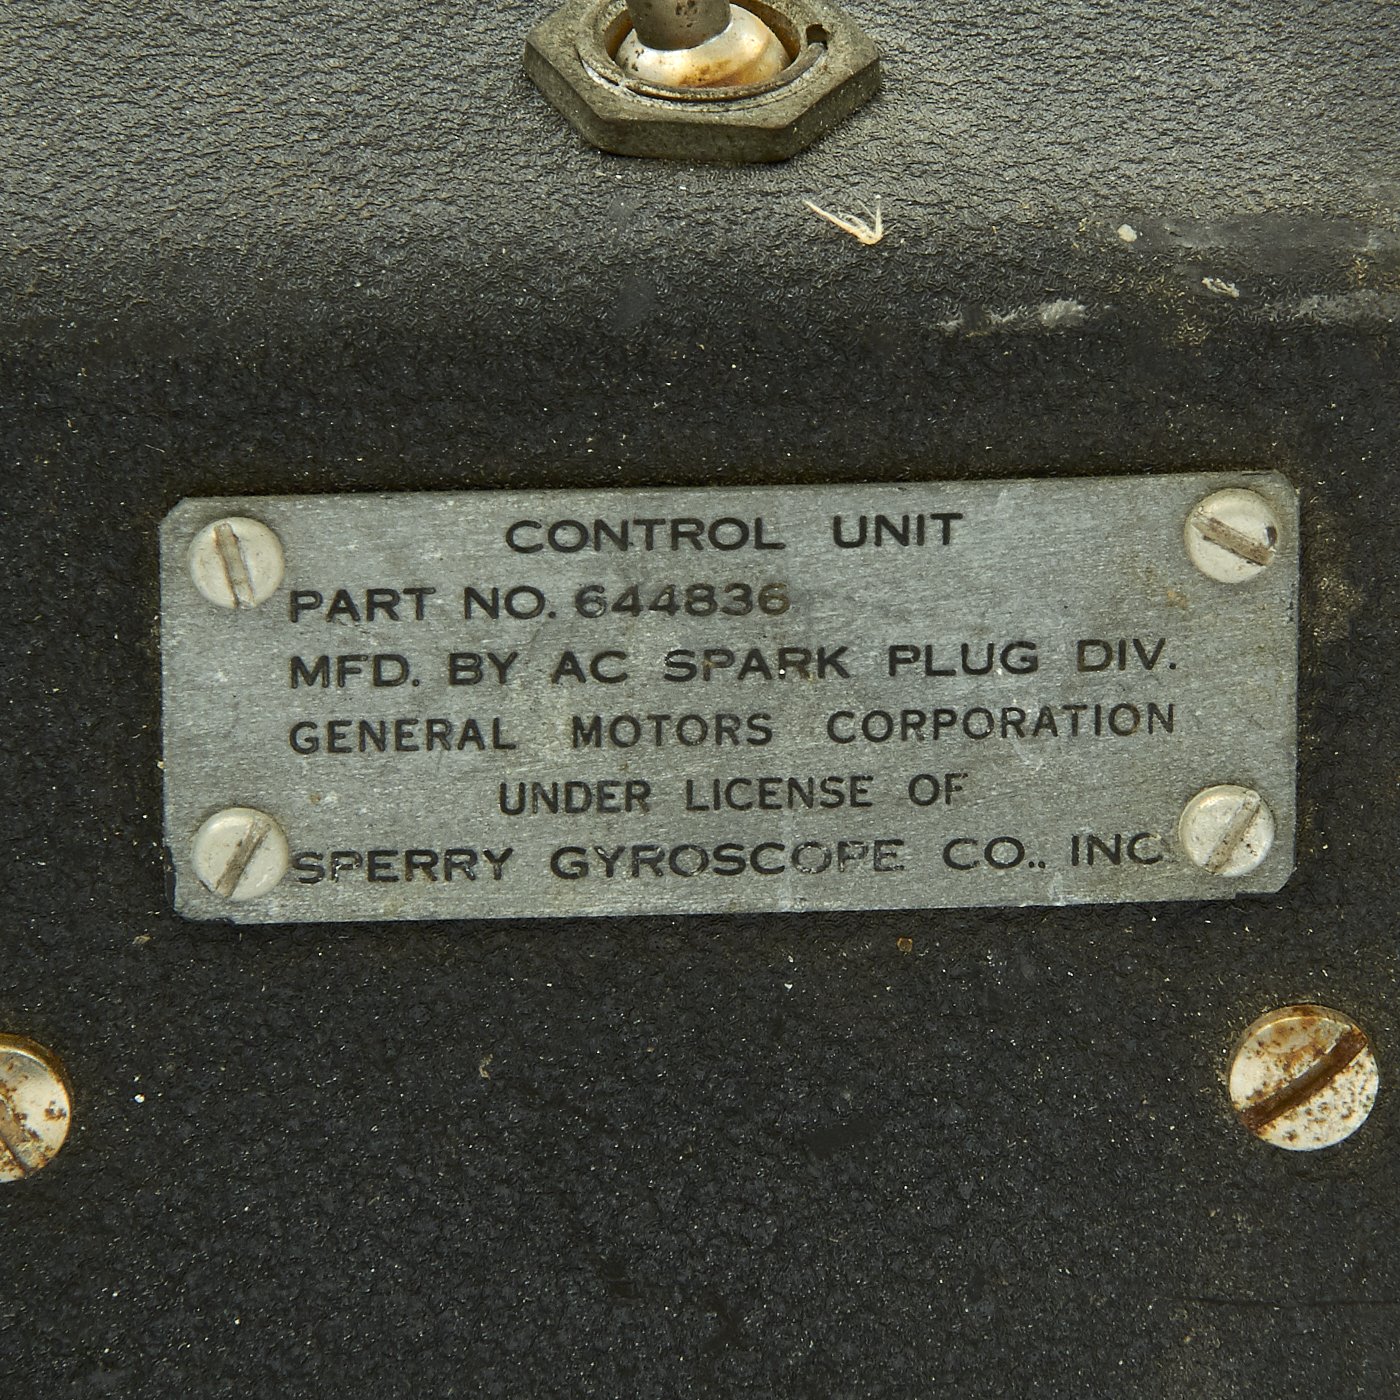 CONTROL UNIT
PART NO. 644836
MFD. BY AC SPARK PLUG DIV.
GENERAL MOTORS CORPORATION
UNDER LICENSE OF
SPERRY GYROSCOPE CO., INC.